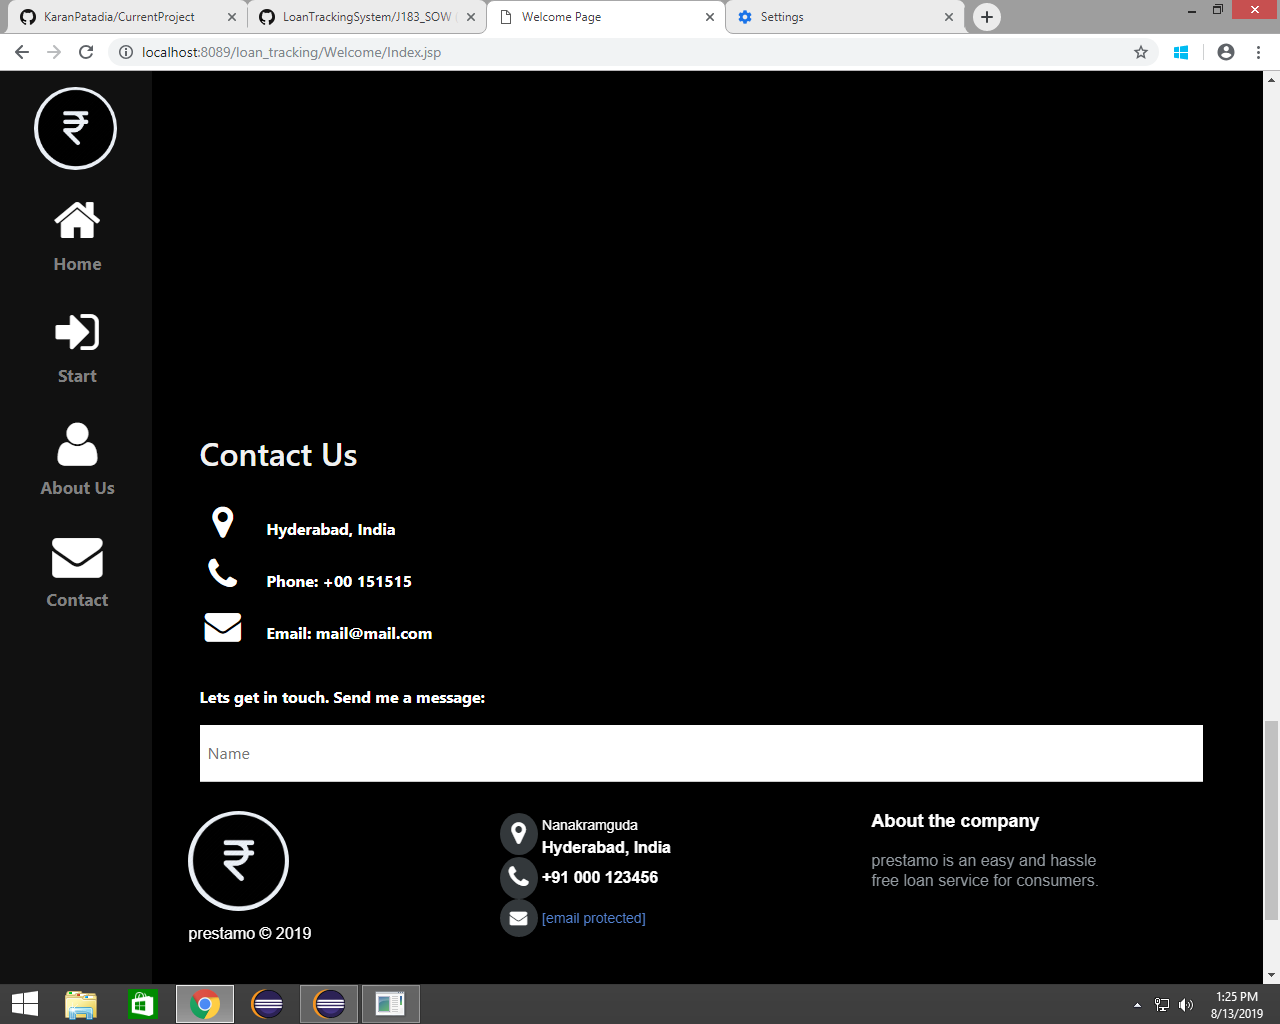 KaranPatadia/CurrentProject
LoanTrackingSystem/J183_SOW
Welcome Page
Settings
localhost:8089/loan_tracking/Welcome/Index.jsp
₹
Home
Start
About Us
Contact
Contact Us
Hyderabad, India
Phone: +00 151515
Email: mail@mail.com
Lets get in touch. Send me a message:
Name
₹
prestamo © 2019
Nanakramguda
Hyderabad, India
+91 000 123456
[email protected]
About the company
prestamo is an easy and hassle
free loan service for consumers.
1:25 PM
8/13/2019